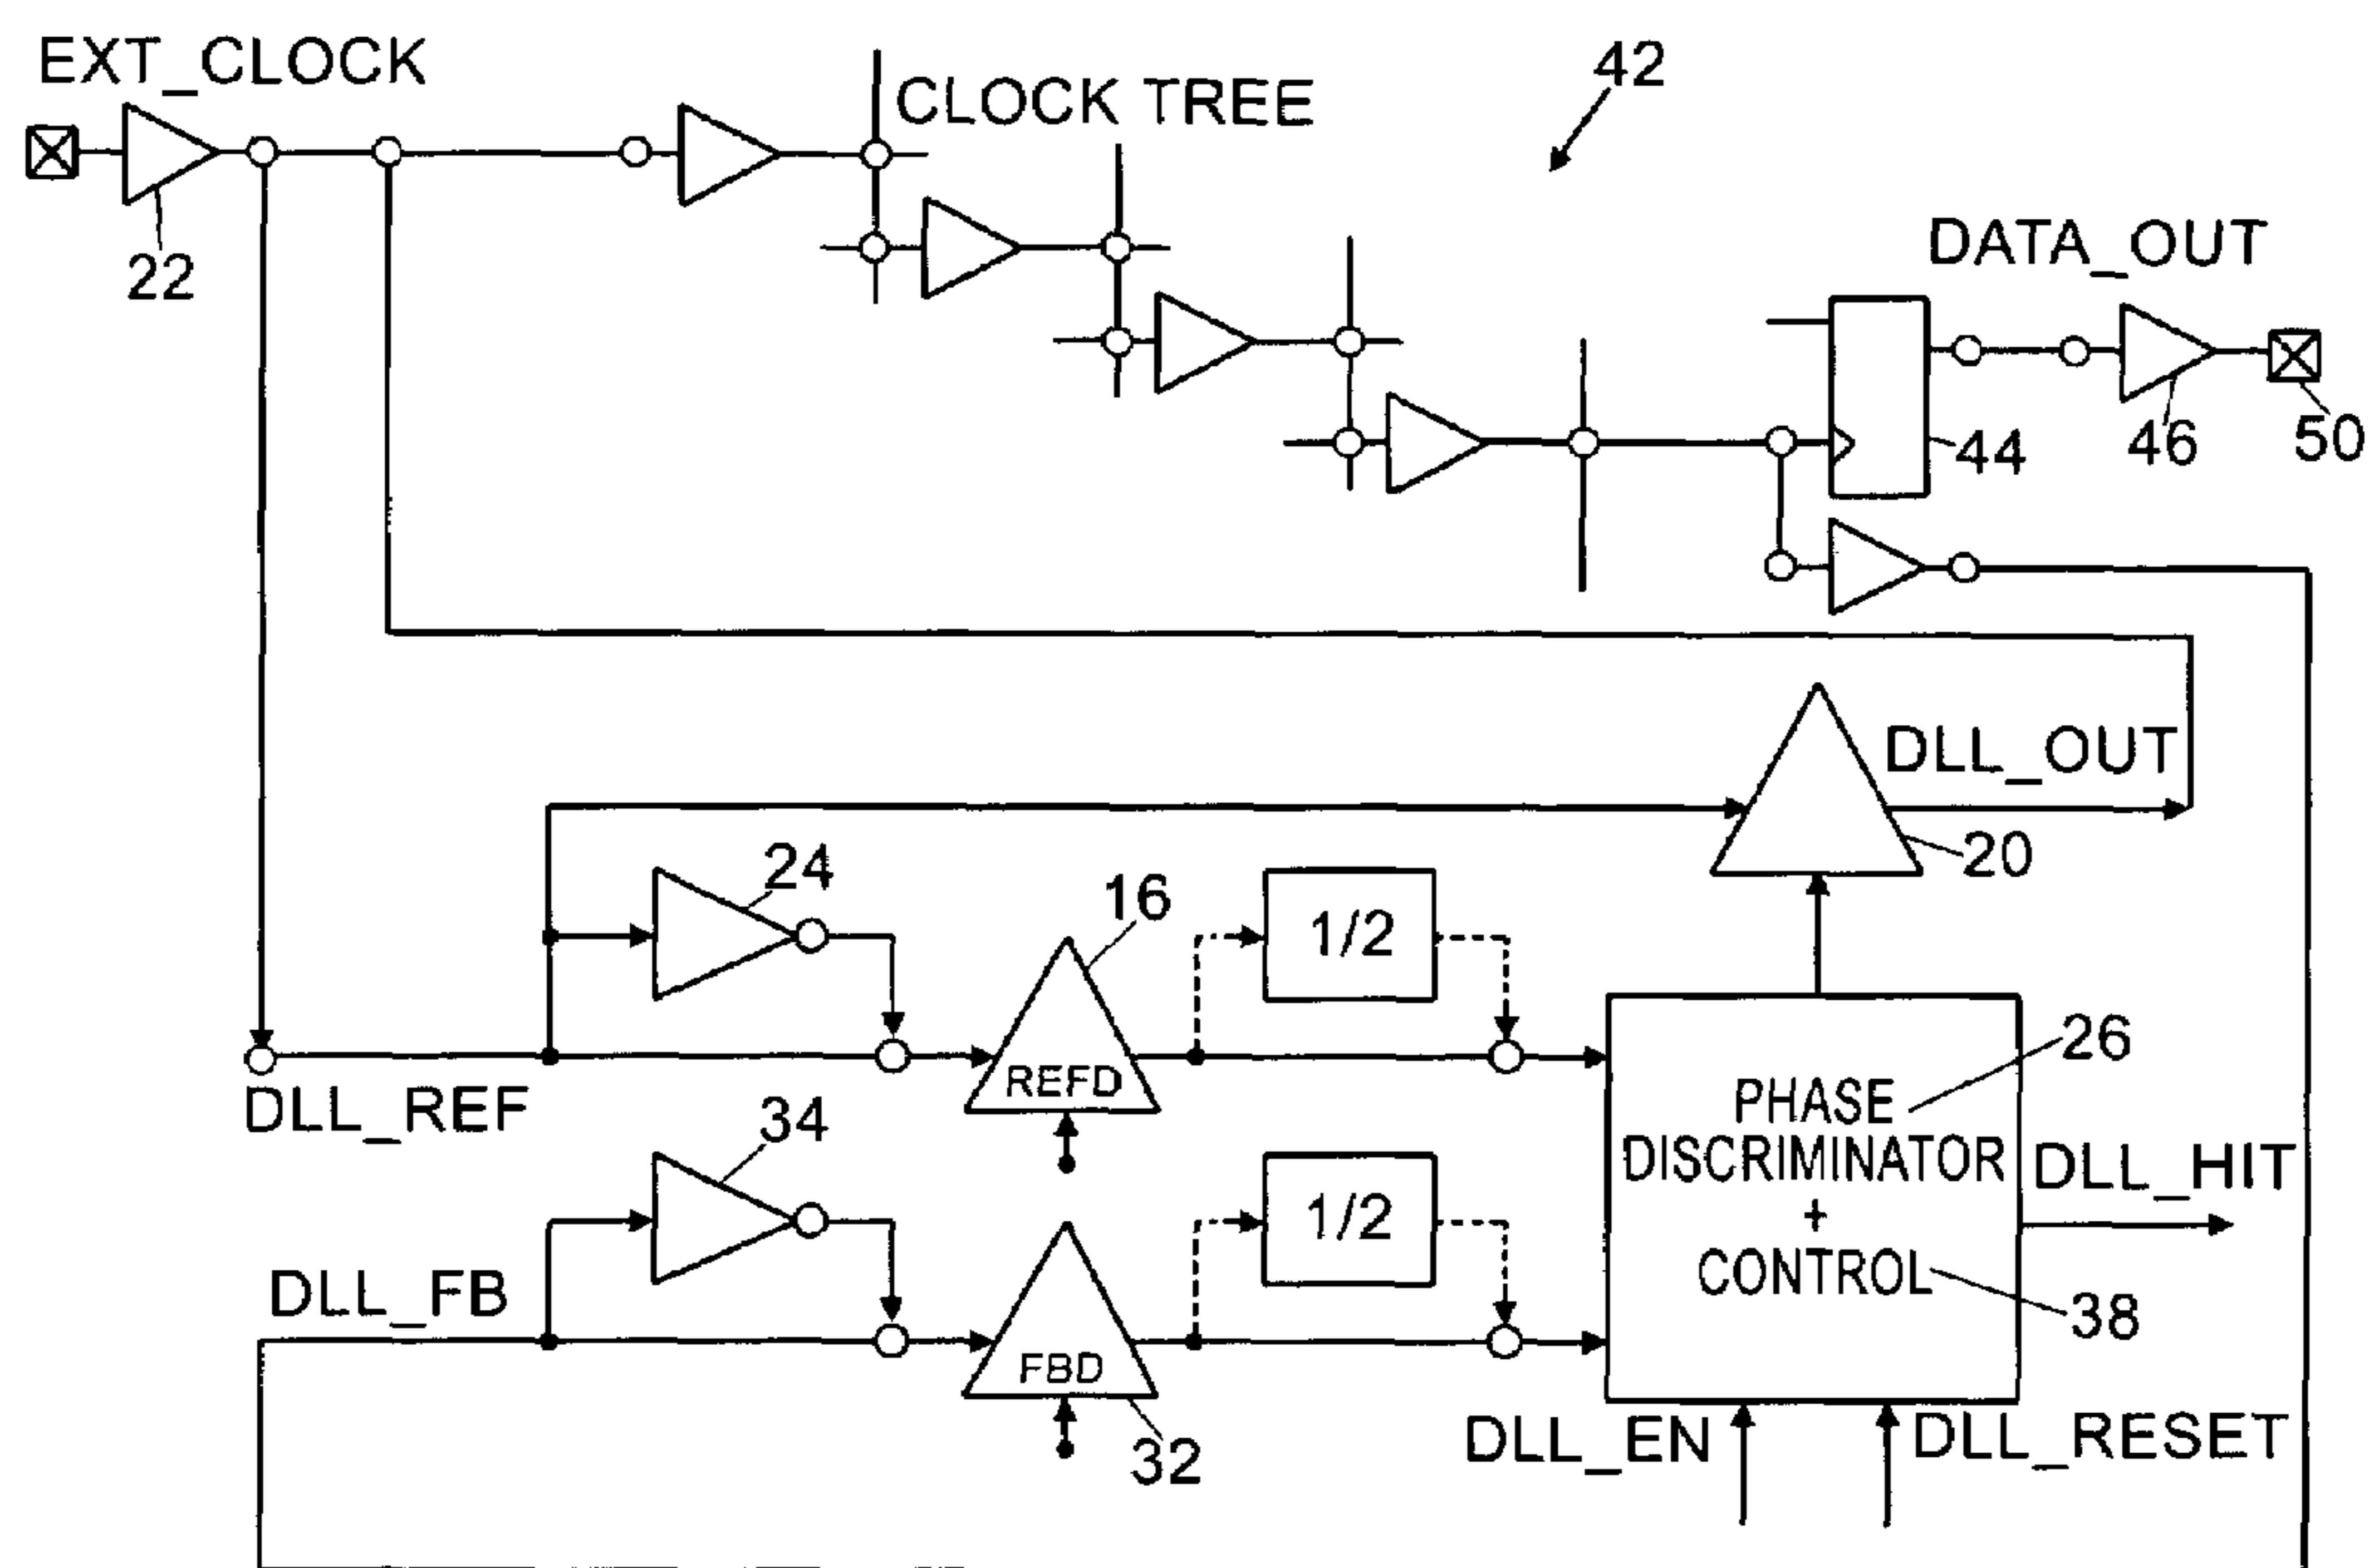 EXT_CLOCK
CLOCK TREE
42
22
DATA_OUT
44
46
50
DLL_OUT
20
24
16
1/2
REFD
DLL_REF
26
PHASE
DISCRIMINATOR
+
CONTROL
DLL_HIT
38
34
1/2
DLL_FB
FBD
32
DLL_EN
DLL_RESET